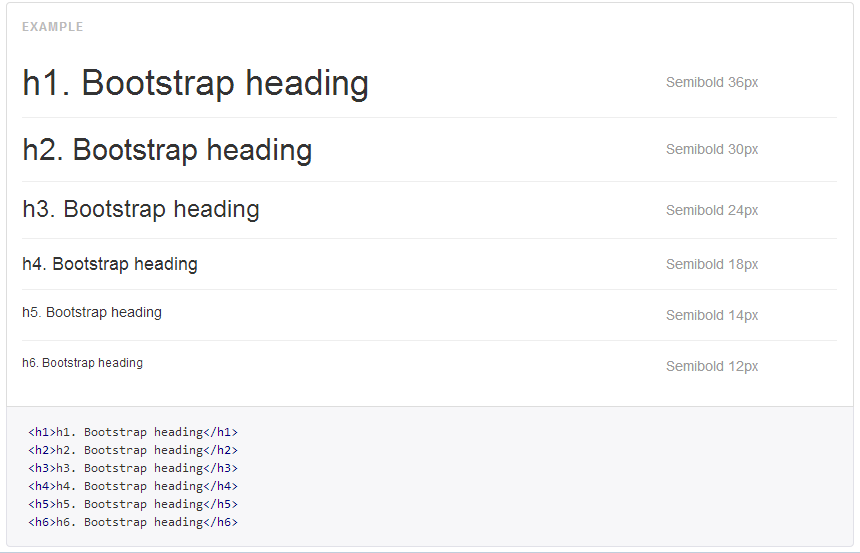 EXAMPLE
h1. Bootstrap heading Semibold 36px
h2. Bootstrap heading Semibold 30px
h3. Bootstrap heading Semibold 24px
h4. Bootstrap heading Semibold 18px
h5. Bootstrap heading Semibold 14px
h6. Bootstrap heading Semibold 12px
<h1>h1. Bootstrap heading</h1>
<h2>h2. Bootstrap heading</h2>
<h3>h3. Bootstrap heading</h3>
<h4>h4. Bootstrap heading</h4>
<h5>h5. Bootstrap heading</h5>
<h6>h6. Bootstrap heading</h6>